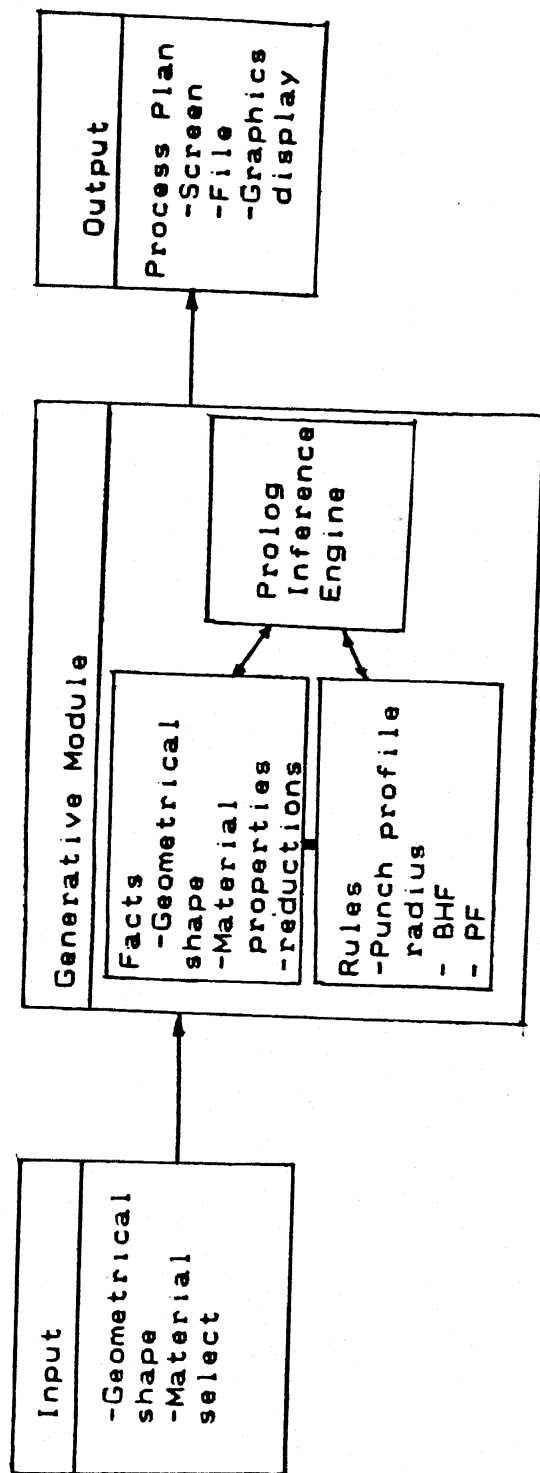 Input
-Geometrical
shape
-Material
select
Generative Module
Facts
-Geometrical
shape
-Material
properties
-reductions
Rules
-Punch profile
radius
- BHF
- PF
Prolog
Inference
Engine
Output
Process Plan
-Screen
-File
-Graphics
display